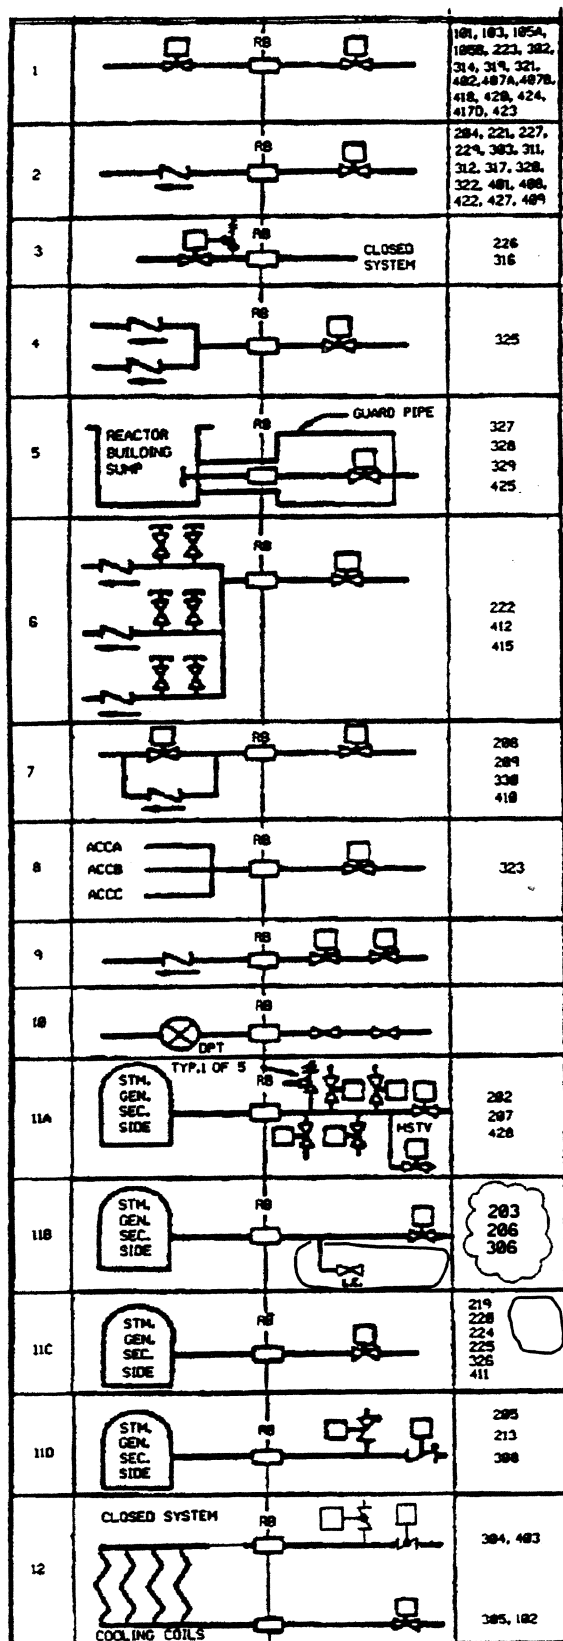 1
RB
101, 103, 105A,
105B, 223, 302,
314, 319, 321,
402, 407A, 407B,
418, 420, 424,
417D, 423
2
RB
204, 221, 227,
229, 303, 311,
312, 317, 320,
322, 401, 408,
422, 427, 409
3
RB
CLOSED
SYSTEM
226
316
4
RB
325
5
REACTOR
BUILDING
SUMP
RB
GUARD PIPE
327
328
329
425
6
RB
222
412
415
7
RB
208
209
330
410
8
ACCA
ACCB
ACCC
RB
323
9
RB
10
RB
DPT
11A
TYP.1 OF 5
STM.
GEN.
SEC.
SIDE
RB
MSTV
202
207
428
11B
STM.
GEN.
SEC.
SIDE
RB
203
206
306
11C
STM.
GEN.
SEC.
SIDE
RB
219
220
224
225
326
411
11D
STM.
GEN.
SEC.
SIDE
RB
205
213
308
12
CLOSED SYSTEM
RB
COOLING COILS
304, 403
305, 102